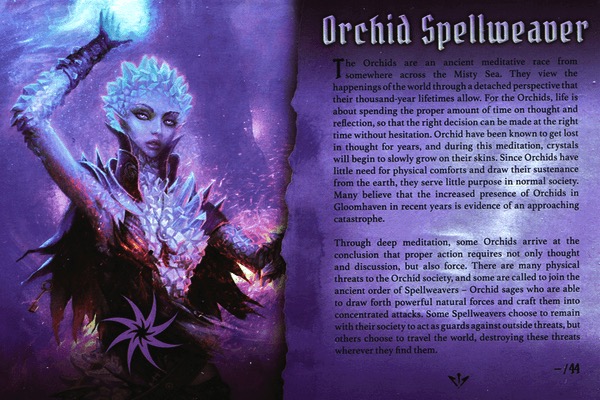 Orchid Spellweaver
The Orchids are an ancient meditative race from
somewhere across the Misty Sea. They view the
happenings of the world through a detached perspective that
their thousand-year lifetimes allow. For the Orchids, life is
about spending the proper amount of time on thought and
reflection, so that the right decision can be made at the right
time without hesitation. Orchid have been known to get lost
in thought for years, and during this meditation, crystals
will begin to slowly grow on their skins. Since Orchids have
little need for physical comforts and draw their sustenance
from the earth, they serve little purpose in normal society.
Many believe that the increased presence of Orchids in
Gloomhaven in recent years is evidence of an approaching
catastrophe.
Through deep meditation, some Orchids arrive at the
conclusion that proper action requires not only thought
and discussion, but also force. There are many physical
threats to the Orchid society, and some are called to join the
ancient order of Spellweavers – Orchid sages who are able
to draw forth powerful natural forces and craft them into
concentrated attacks. Some Spellweavers choose to remain
with their society to act as guards against outside threats, but
others choose to travel the world, destroying these threats
wherever they find them.
–/44